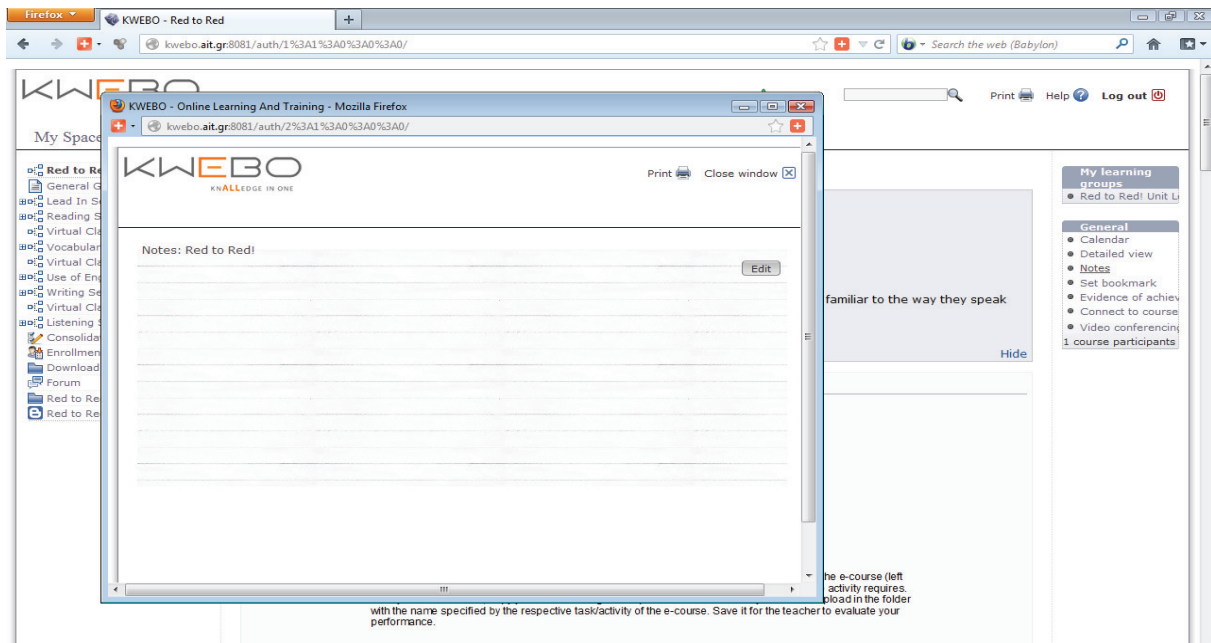 Firefox
KWEBO - Red to Red
kwebo.ait.gr:8081/auth/1%3A1%3A0%3A0%3A0/
Search the web (Babylon)
KWEBO
Print Help Log out
My Space
KWEBO - Online Learning And Training - Mozilla Firefox
kwebo.ait.gr:8081/auth/2%3A1%3A0%3A0%3A0/
KWEBO
KNALLEDGE IN ONE
Print Close window
Notes: Red to Red!
Edit
Red to Re
General G
Lead In S
Reading S
Virtual Cla
Vocabular
Virtual Cla
Use of Eng
Writing Se
Virtual Cla
Listening S
Consolida
Enrollmen
Download
Forum
Red to Re
Red to Re
familiar to the way they speak
Hide
he e-course (left
activity requires.
pload in the folder
with the name specified by the respective task/activity of the e-course. Save it for the teacher to evaluate your
performance.
My learning
groups
Red to Red! Unit L
General
Calendar
Detailed view
Notes
Set bookmark
Evidence of achiev
Connect to course
Video conferencing
1 course participants